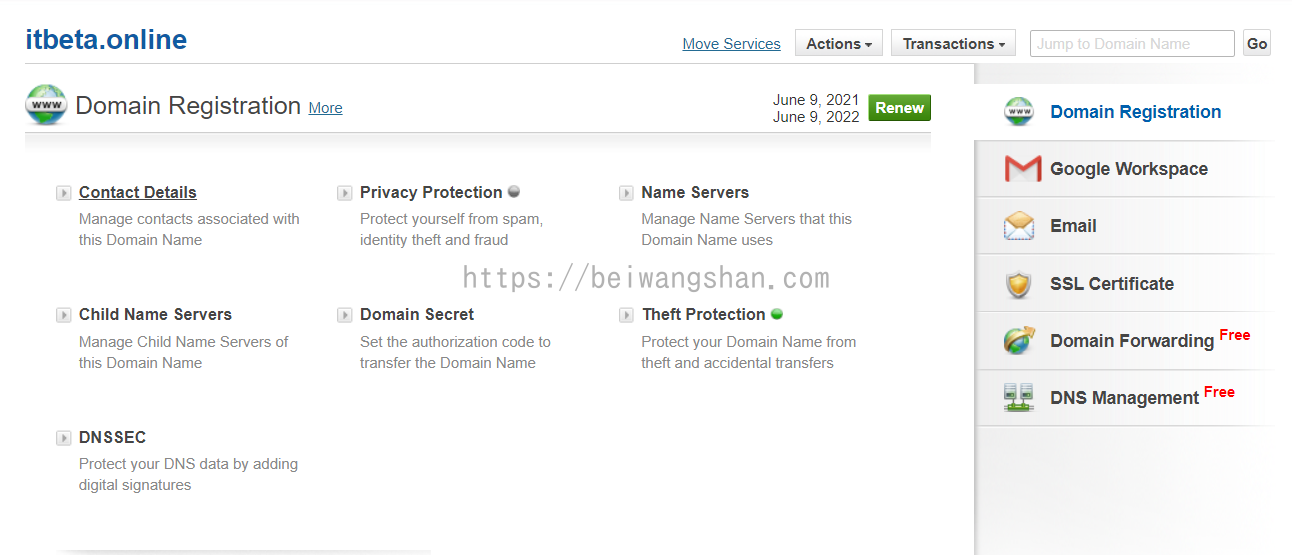 itbeta.online
Move Services Actions Transactions Jump to Domain Name Go
WWW Domain Registration More
June 9, 2021
June 9, 2022
Renew
Contact Details
Manage contacts associated with
this Domain Name
Privacy Protection
Protect yourself from spam,
identity theft and fraud
Name Servers
Manage Name Servers that this
Domain Name uses
https://beiwangshan.com
Child Name Servers
Manage Child Name Servers of
this Domain Name
Domain Secret
Set the authorization code to
transfer the Domain Name
Theft Protection
Protect your Domain Name from
theft and accidental transfers
DNSSEC
Protect your DNS data by adding
digital signatures
WWW Domain Registration
Google Workspace
Email
SSL Certificate
Domain Forwarding Free
DNS Management Free